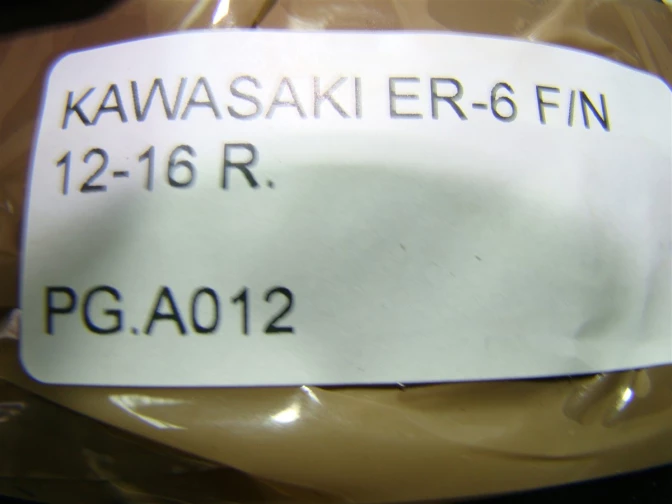 KAWASAKI ER-6 F/N
12-16 R.
PG.A012